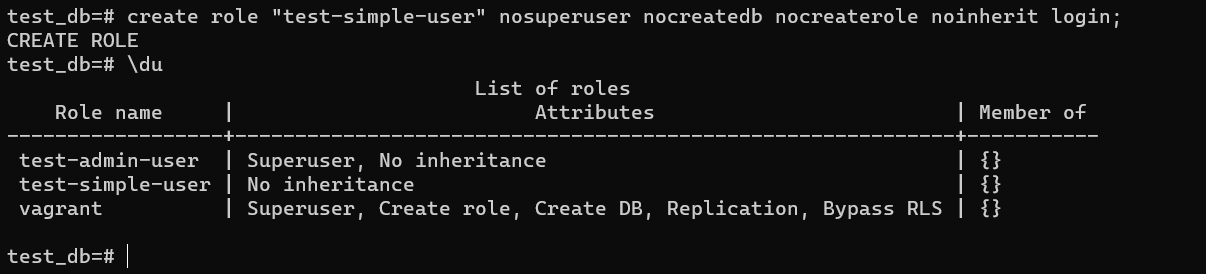 test_db=# create role "test-simple-user" nosuperuser nocreatedb nocreaterole noinherit login;
CREATE ROLE
test_db=# \du
                                       List of roles
    Role name     |                         Attributes                         | Member of
------------------+------------------------------------------------------------+-----------
 test-admin-user  | Superuser, No inheritance                                  | {}
 test-simple-user | No inheritance                                             | {}
 vagrant          | Superuser, Create role, Create DB, Replication, Bypass RLS | {}

test_db=#